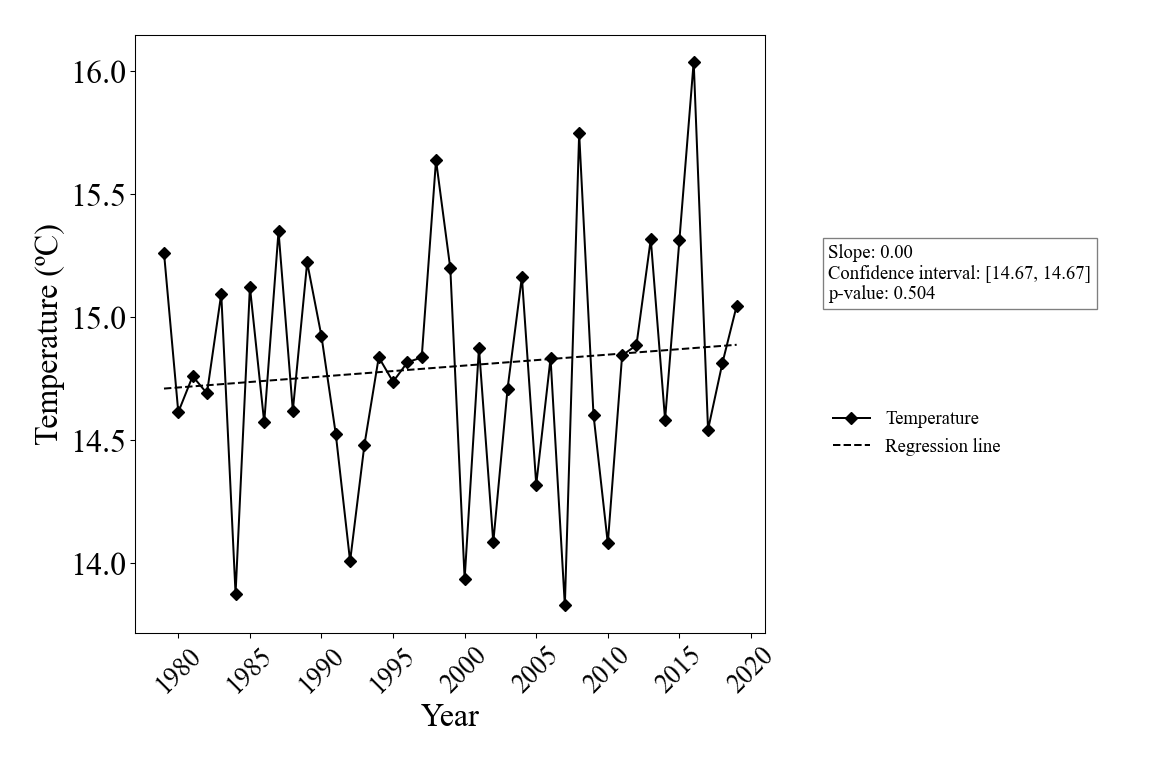 16.0
15.5
15.0
14.5
14.0
Temperature (ºC)
1980
1985
1990
1995
2000
2005
2010
2015
2020
Year
Slope: 0.00
Confidence interval: [14.67, 14.67]
p-value: 0.504
Temperature
Regression line